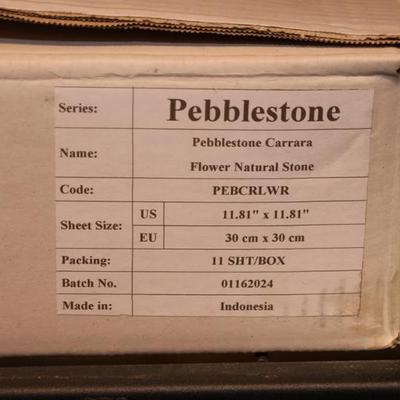 Series: Pebblestone
Name: Pebblestone Carrara
Flower Natural Stone
Code: PEBCRLWR
Sheet Size: US 11.81" x 11.81"
EU 30 cm x 30 cm
Packing: 11 SHT/BOX
Batch No. 01162024
Made in: Indonesia